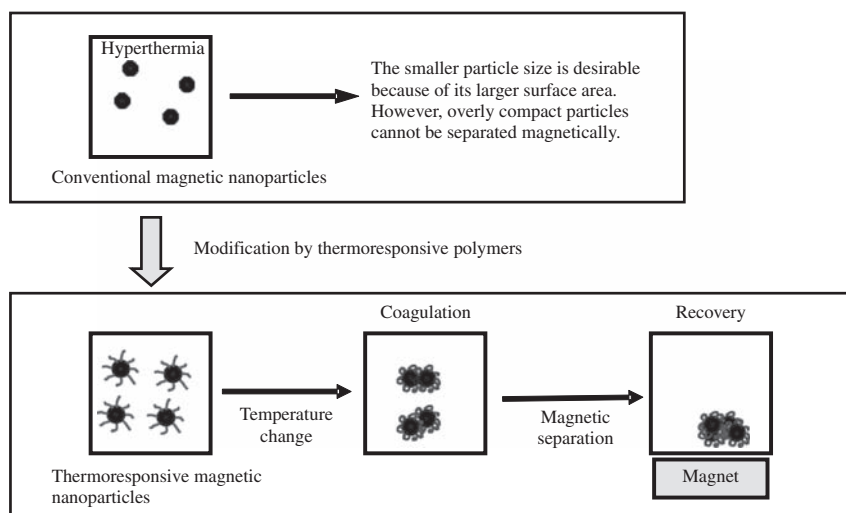 Hyperthermia
The smaller particle size is desirable
because of its larger surface area.
However, overly compact particles
cannot be separated magnetically.
Conventional magnetic nanoparticles
Modification by thermoresponsive polymers
Coagulation
Recovery
Temperature
change
Magnetic
separation
Thermoresponsive magnetic
nanoparticles
Magnet